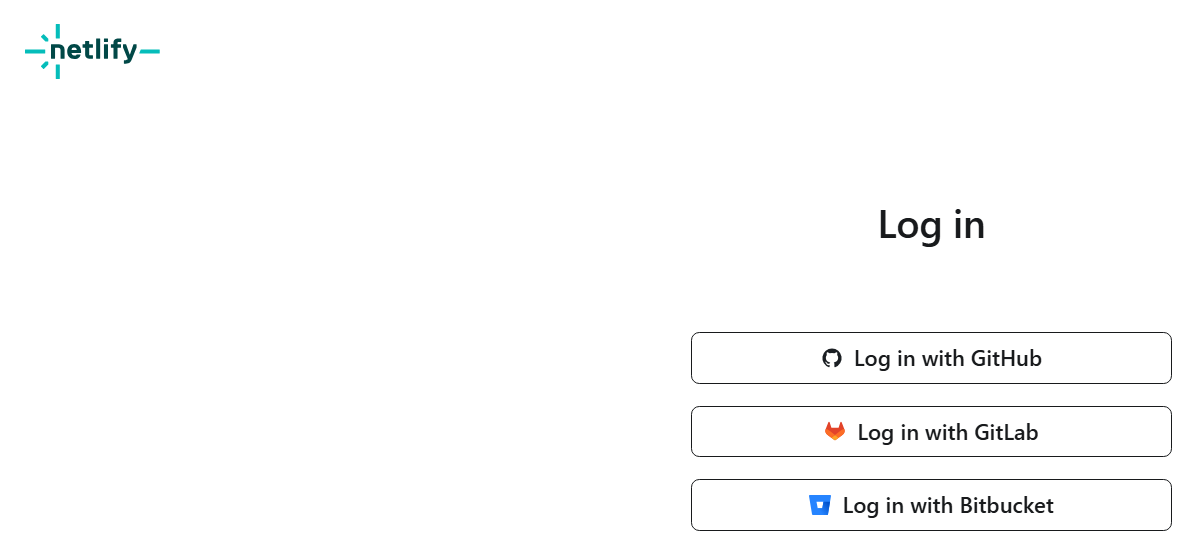 netlify
Log in
Log in with GitHub
Log in with GitLab
Log in with Bitbucket